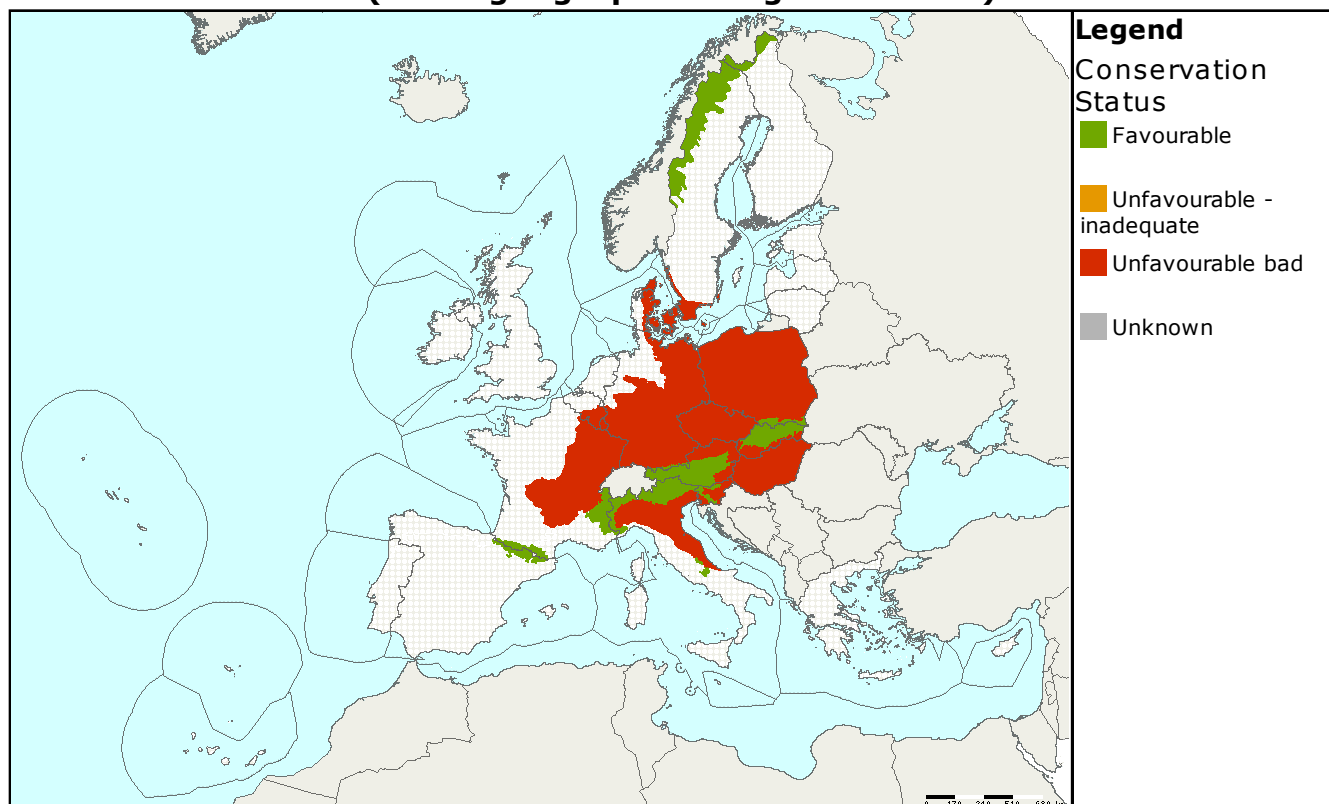 Legend
Conservation
Status
Favourable
Unfavourable -
inadequate
Unfavourable bad
Unknown